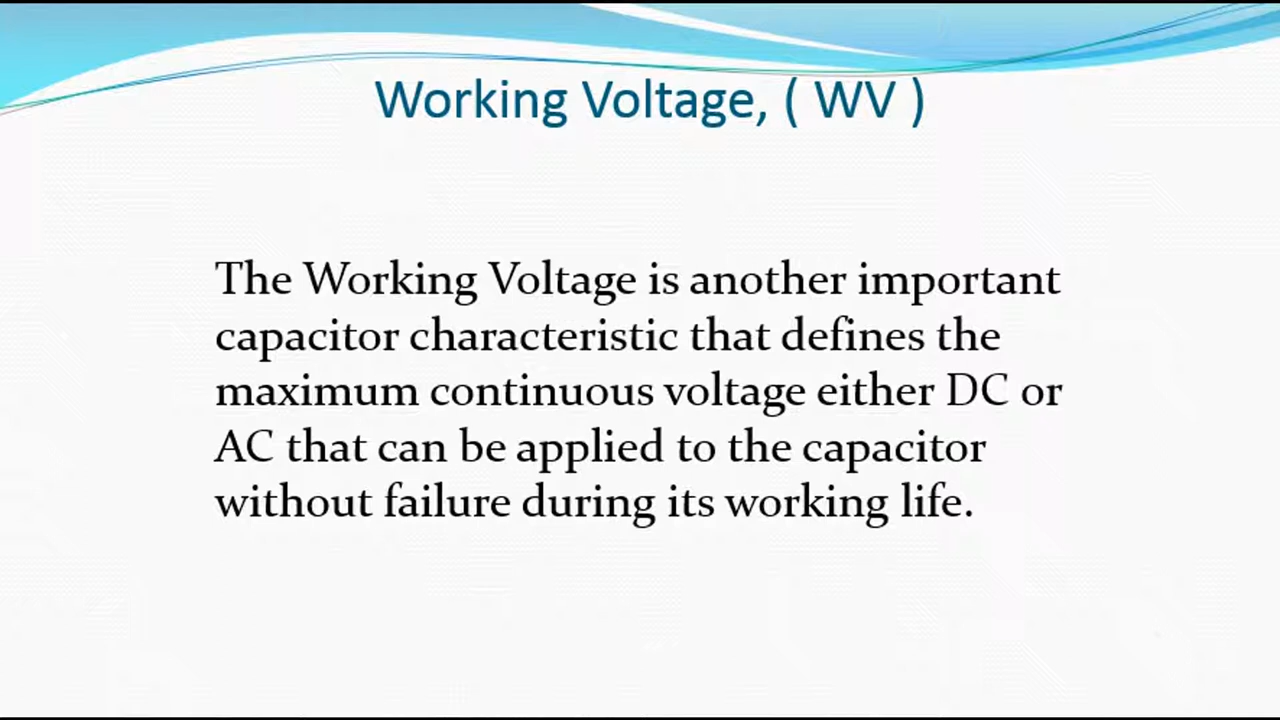 Working Voltage, ( WV )
The Working Voltage is another important
capacitor characteristic that defines the
maximum continuous voltage either DC or
AC that can be applied to the capacitor
without failure during its working life.